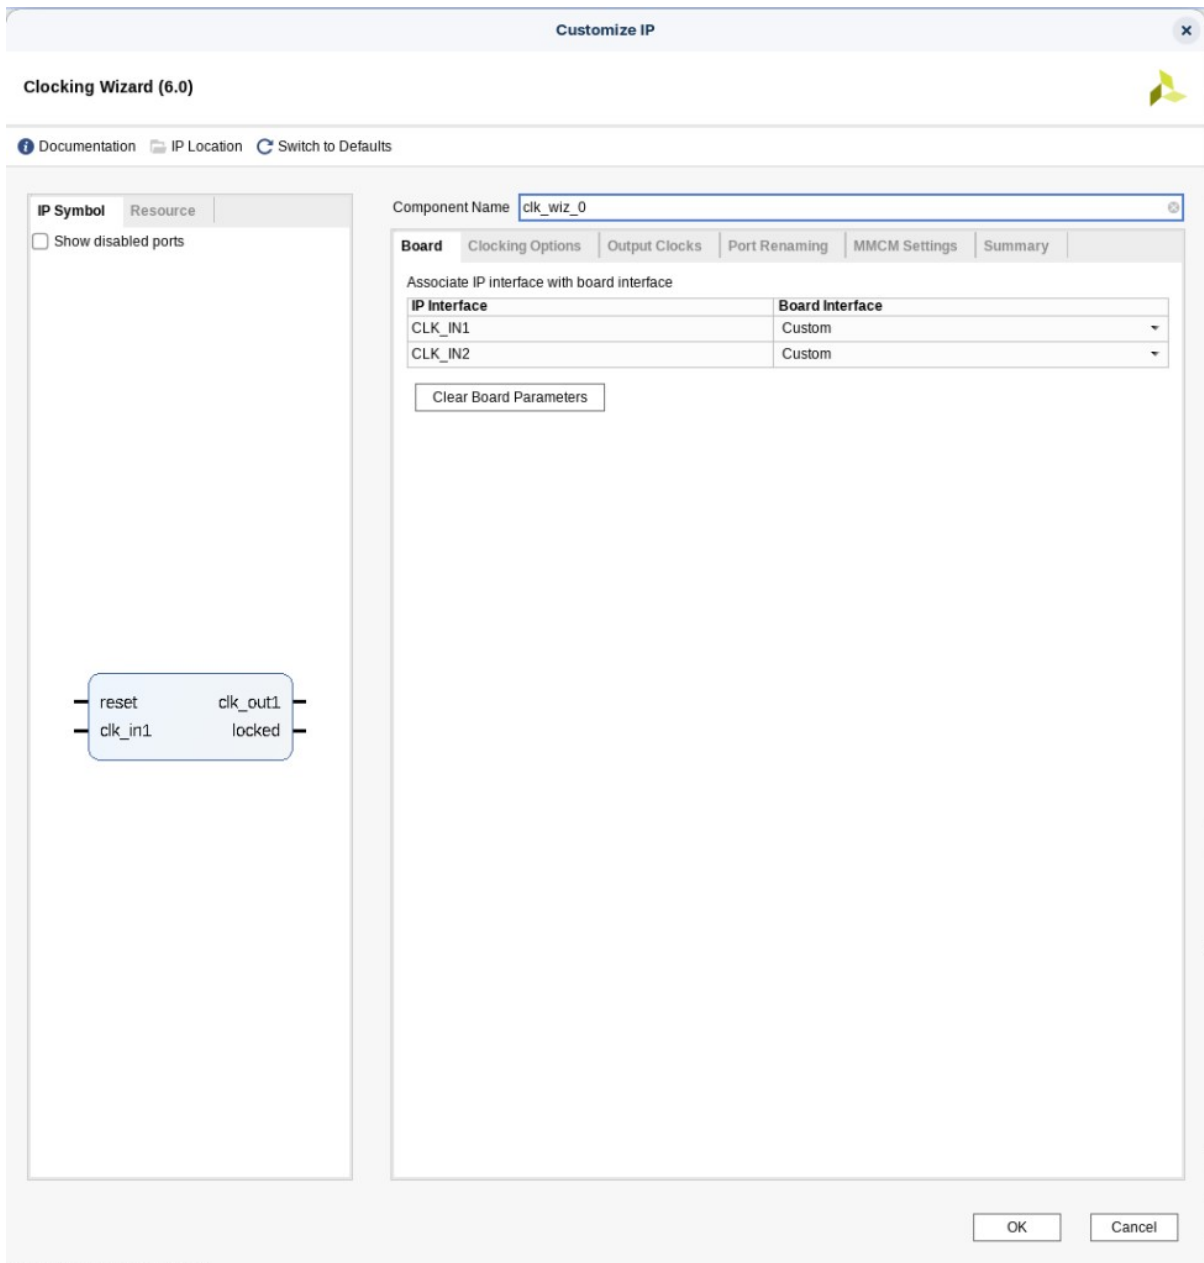 Customize IP
Clocking Wizard (6.0)
Documentation IP Location Switch to Defaults
IP Symbol Resource
Show disabled ports
reset clk_out1
clk_in1 locked
Component Name clk_wiz_0
Board Clocking Options Output Clocks Port Renaming MMCM Settings Summary
Associate IP interface with board interface
IP Interface Board Interface
CLK_IN1 Custom
CLK_IN2 Custom
Clear Board Parameters
OK Cancel